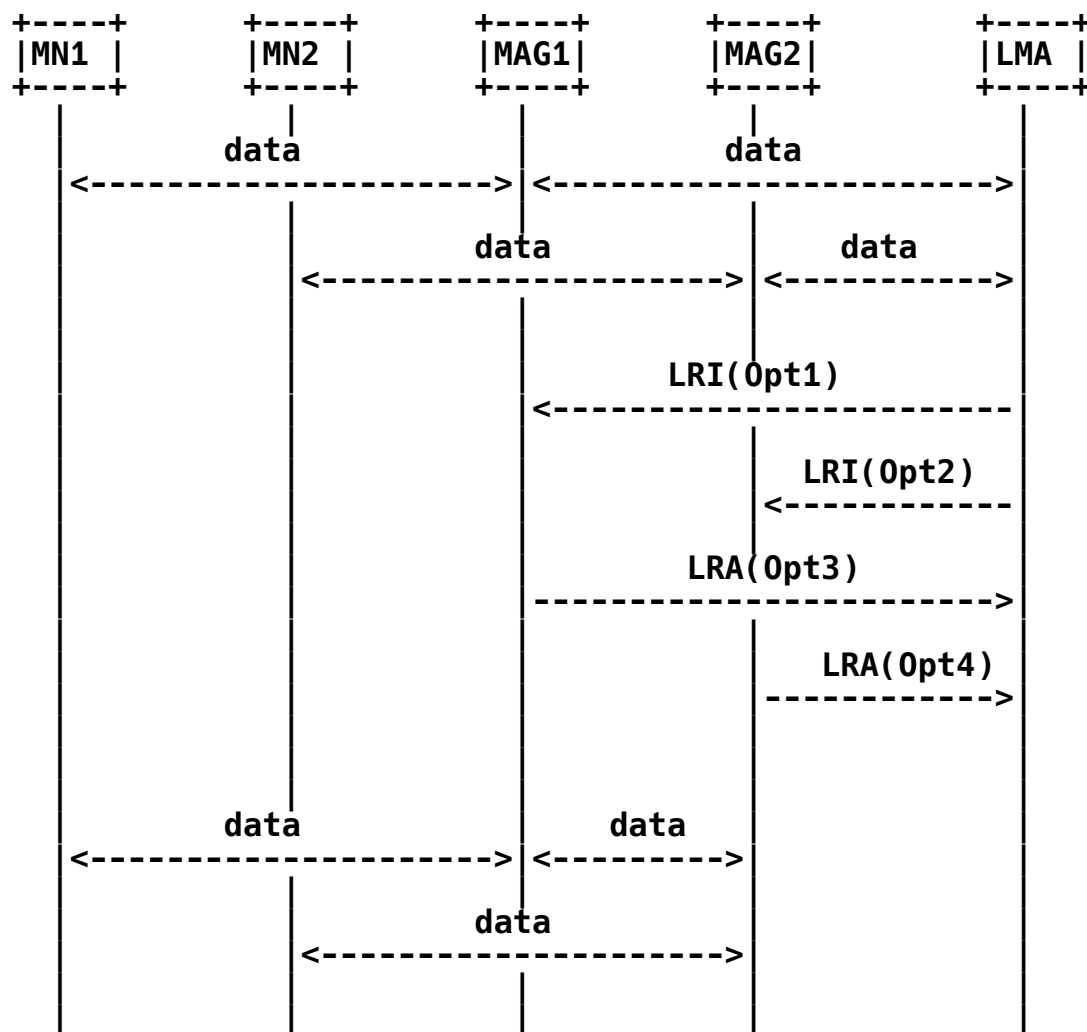 +----+ +----+ +----+ +----+ +----+
|MN1 | |MN2 | |MAG1| |MAG2| |LMA |
+----+ +----+ +----+ +----+ +----+
data data
data data
LRI(Opt1)
LRI(Opt2)
LRA(Opt3)
LRA(Opt4)
data data
data